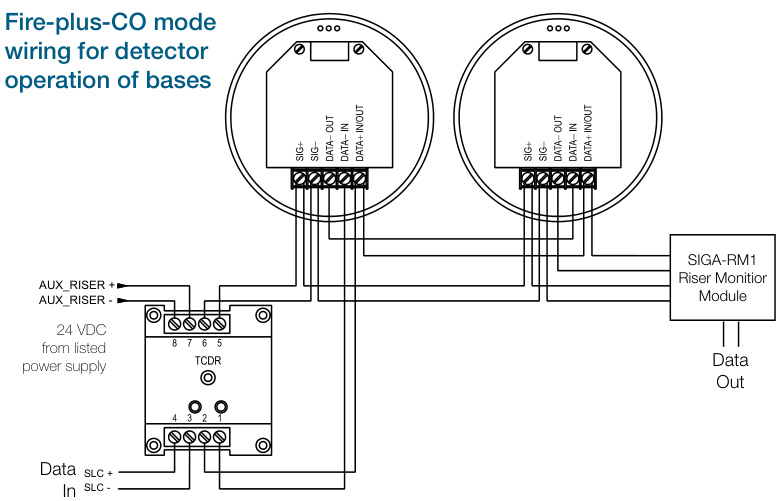 Fire-plus-CO mode
wiring for detector
operation of bases
SIG+
SIG–
DATA– OUT
DATA– IN
DATA+ IN/OUT
SIG+
SIG–
DATA– OUT
DATA– IN
DATA+ IN/OUT
SIGA-RM1
Riser Monitior
Module
Data
Out
AUX_RISER +
AUX_RISER -
24 VDC
from listed
power supply
8 7 6 5
TCDR
4 3 2 1
Data
In
SLC +
SLC -